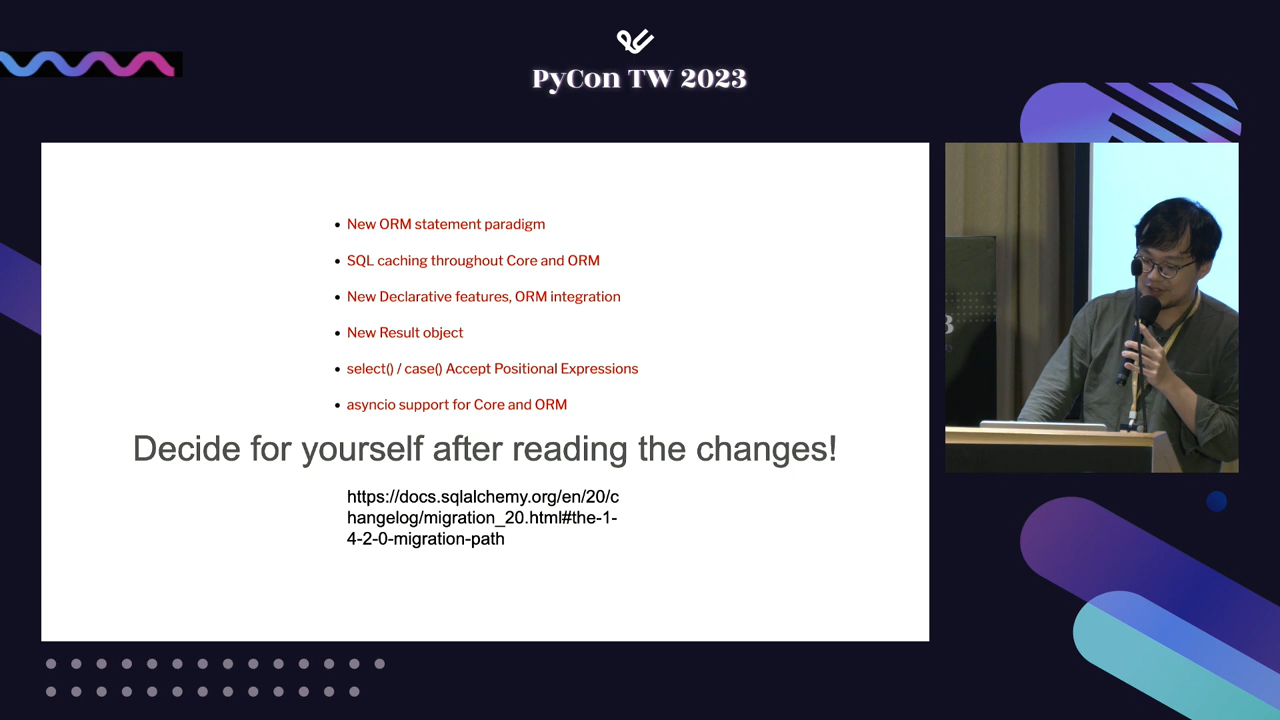 PyCon TW 2023
• New ORM statement paradigm
• SQL caching throughout Core and ORM
• New Declarative features, ORM integration
• New Result object
• select() / case() Accept Positional Expressions
• asyncio support for Core and ORM
Decide for yourself after reading the changes!
https://docs.sqlalchemy.org/en/20/c
hangelog/migration_20.html#the-1-
4-2-0-migration-path